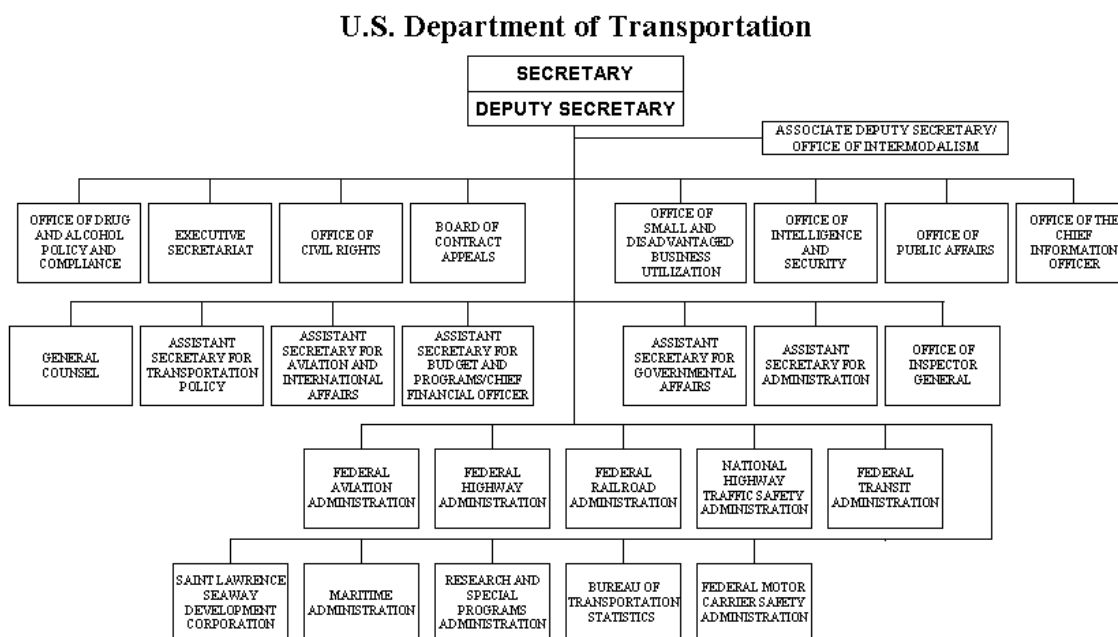 U.S. Department of Transportation
SECRETARY
DEPUTY SECRETARY
ASSOCIATE DEPUTY SECRETARY/
OFFICE OF INTERMODALISM
OFFICE OF DRUG
AND ALCOHOL
POLICY AND
COMPLIANCE
EXECUTIVE
SECRETARIAT
OFFICE OF
CIVIL RIGHTS
BOARD OF
CONTRACT
APPEALS
OFFICE OF
SMALL AND
DISADVANTAGED
BUSINESS
UTILIZATION
OFFICE OF
INTELLIGENCE
AND
SECURITY
OFFICE OF
PUBLIC AFFAIRS
OFFICE OF THE
CHIEF
INFORMATION
OFFICER
GENERAL
COUNSEL
ASSISTANT
SECRETARY FOR
TRANSPORTATION
POLICY
ASSISTANT
SECRETARY FOR
AVIATION AND
INTERNATIONAL
AFFAIRS
ASSISTANT
SECRETARY FOR
BUDGET AND
PROGRAMS/CHIEF
FINANCIAL OFFICER
ASSISTANT
SECRETARY FOR
GOVERNMENTAL
AFFAIRS
ASSISTANT
SECRETARY FOR
ADMINISTRATION
OFFICE OF
INSPECTOR
GENERAL
FEDERAL
AVIATION
ADMINISTRATION
FEDERAL
HIGHWAY
ADMINISTRATION
FEDERAL
RAILROAD
ADMINISTRATION
NATIONAL
HIGHWAY
TRAFFIC SAFETY
ADMINISTRATION
FEDERAL
TRANSIT
ADMINISTRATION
SAINT LAWRENCE
SEAWAY
DEVELOPMENT
CORPORATION
MARITIME
ADMINISTRATION
RESEARCH AND
SPECIAL
PROGRAMS
ADMINISTRATION
BUREAU OF
TRANSPORTATION
STATISTICS
FEDERAL MOTOR
CARRIER SAFETY
ADMINISTRATION